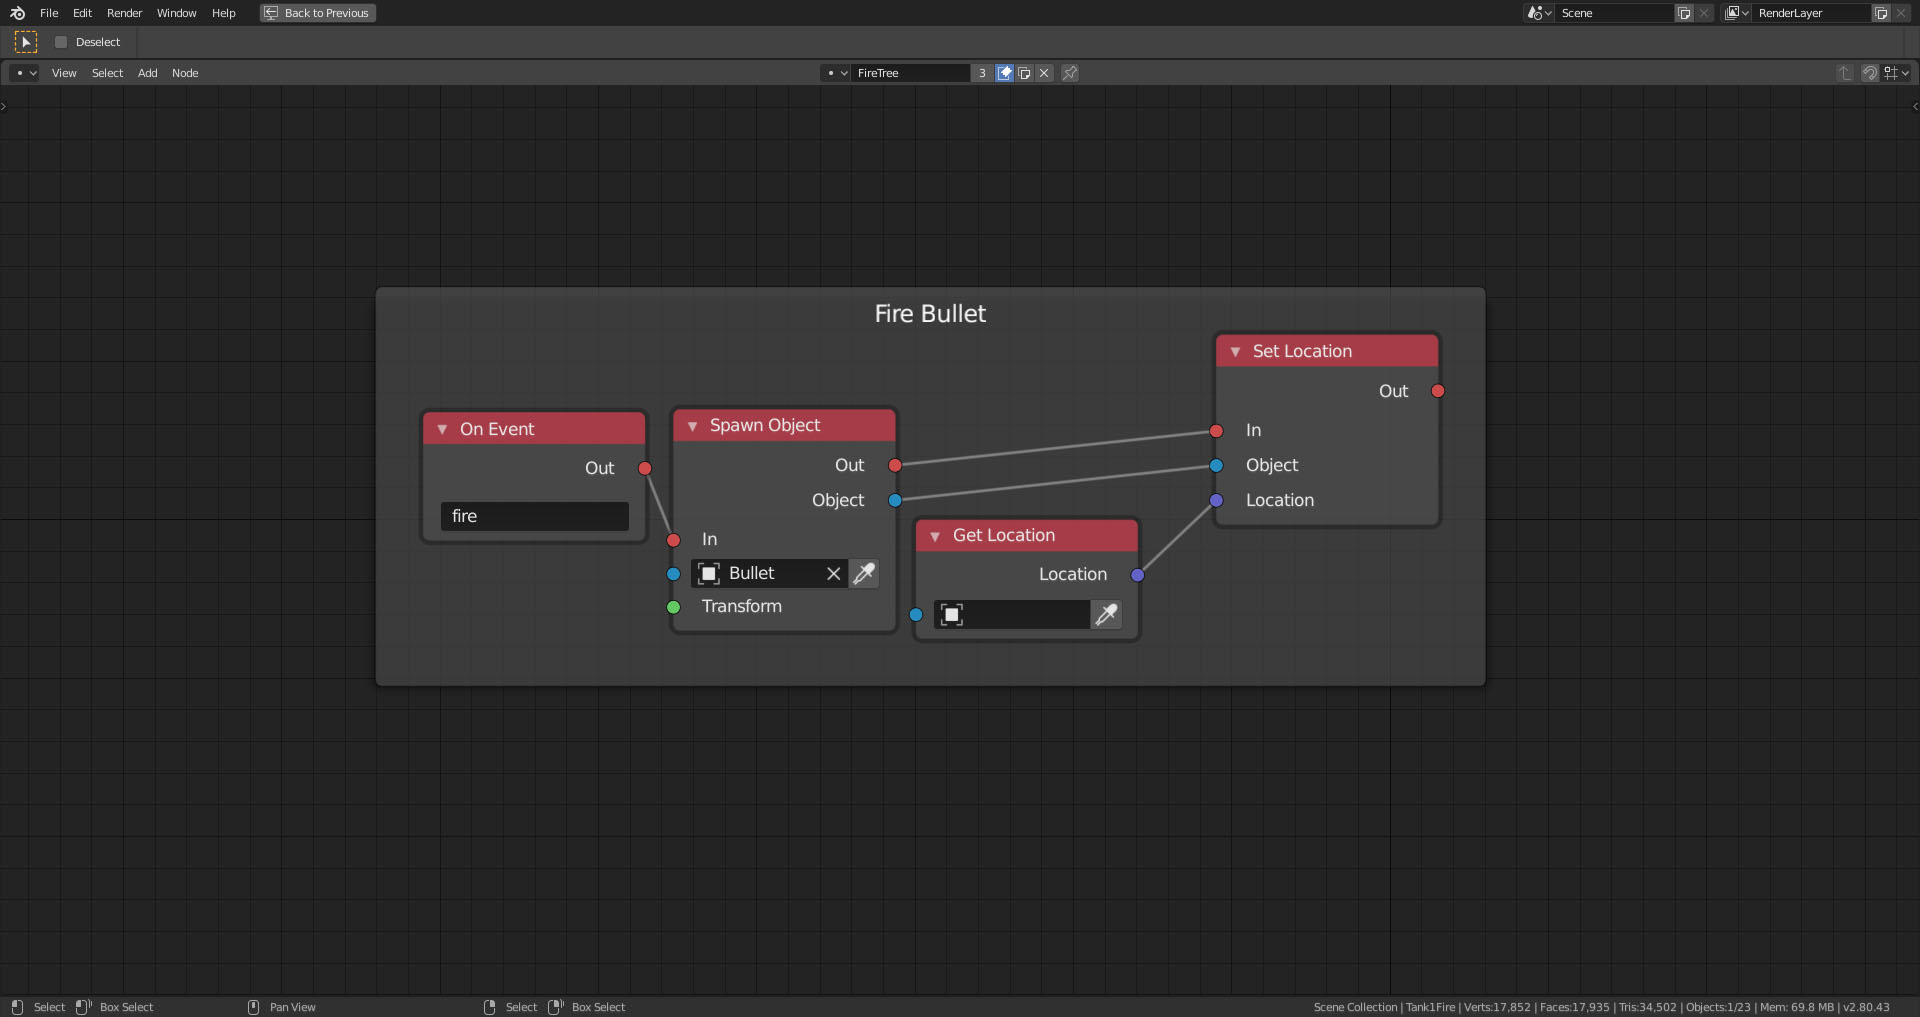 File Edit Render Window Help Back to Previous Scene RenderLayer
Deselect
View Select Add Node FireTree 3
Fire Bullet
Set Location
Out
In
Object
Location
On Event
Out
fire
Spawn Object
Out
Object
In
Bullet
Transform
Get Location
Location
Select Box Select Pan View Select Box Select Scene Collection | Tank1Fire | Verts:17,852 | Faces:17,935 | Tris:34,502 | Objects:1/23 | Mem: 69.8 MB | v2.80.43